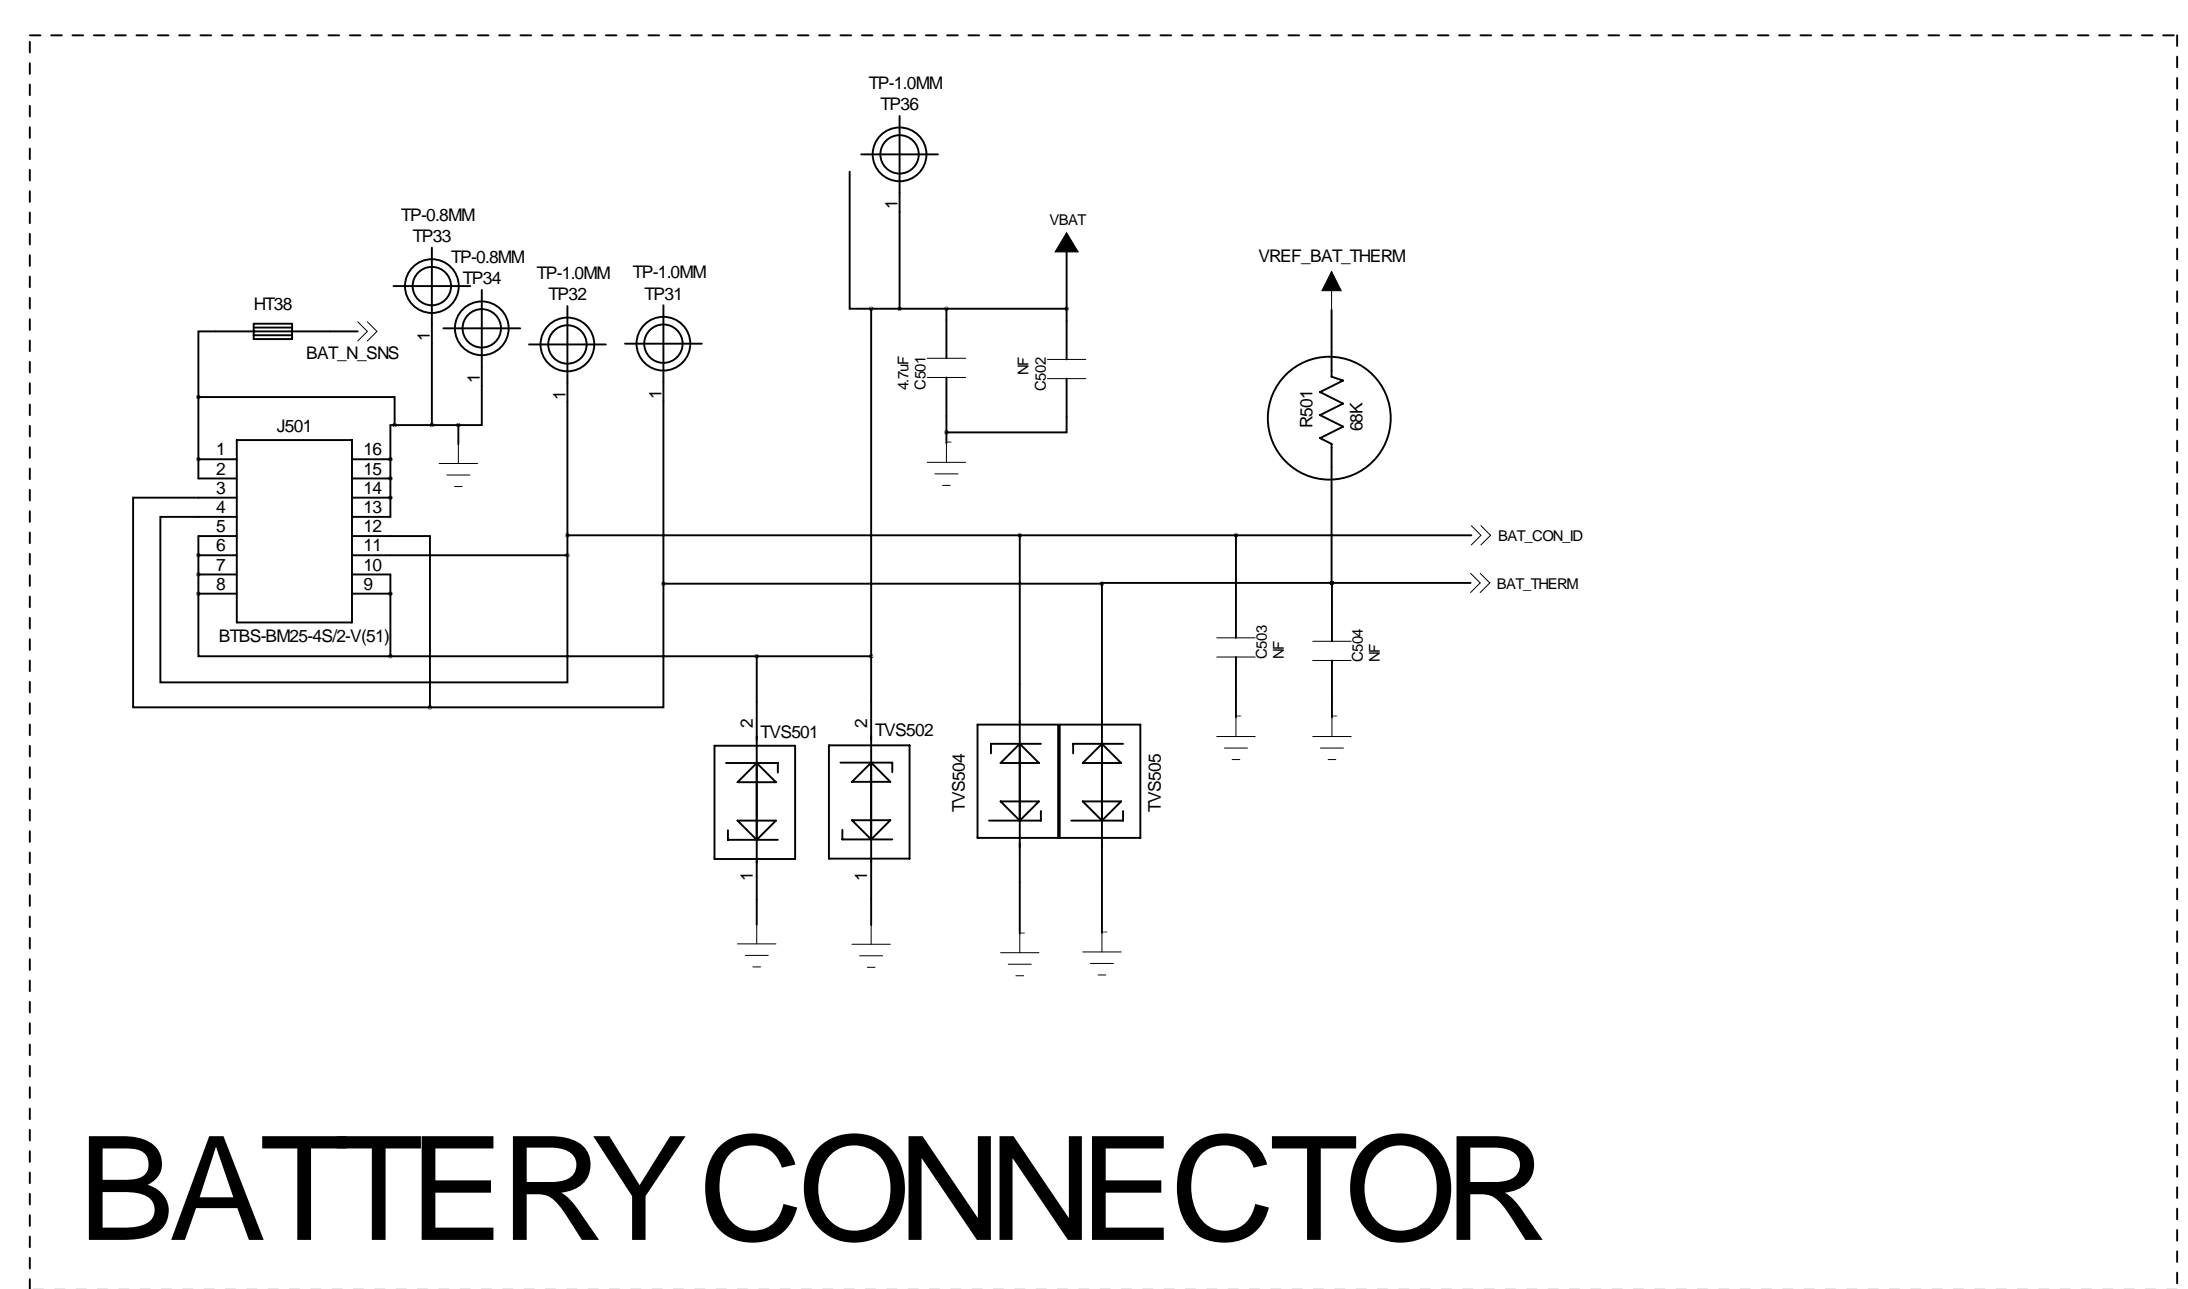 TP-1.0MM
TP36
1
TP-0.8MM
TP33
1
TP-0.8MM
TP34
1
TP-1.0MM
TP32
1
TP-1.0MM
TP31
1
VBAT
VREF_BAT_THERM
HT38
BAT_N_SNS
4.7uF
C501
NF
C502
R501
68K
J501
1
2
3
4
5
6
7
8
16
15
14
13
12
11
10
9
BTBS-BM25-4S/2-V(51)
BAT_CON_ID
BAT_THERM
C503
NF
C504
NF
2
TVS501
1
2
TVS502
1
TVS504
TVS505
BATTERY CONNECTOR